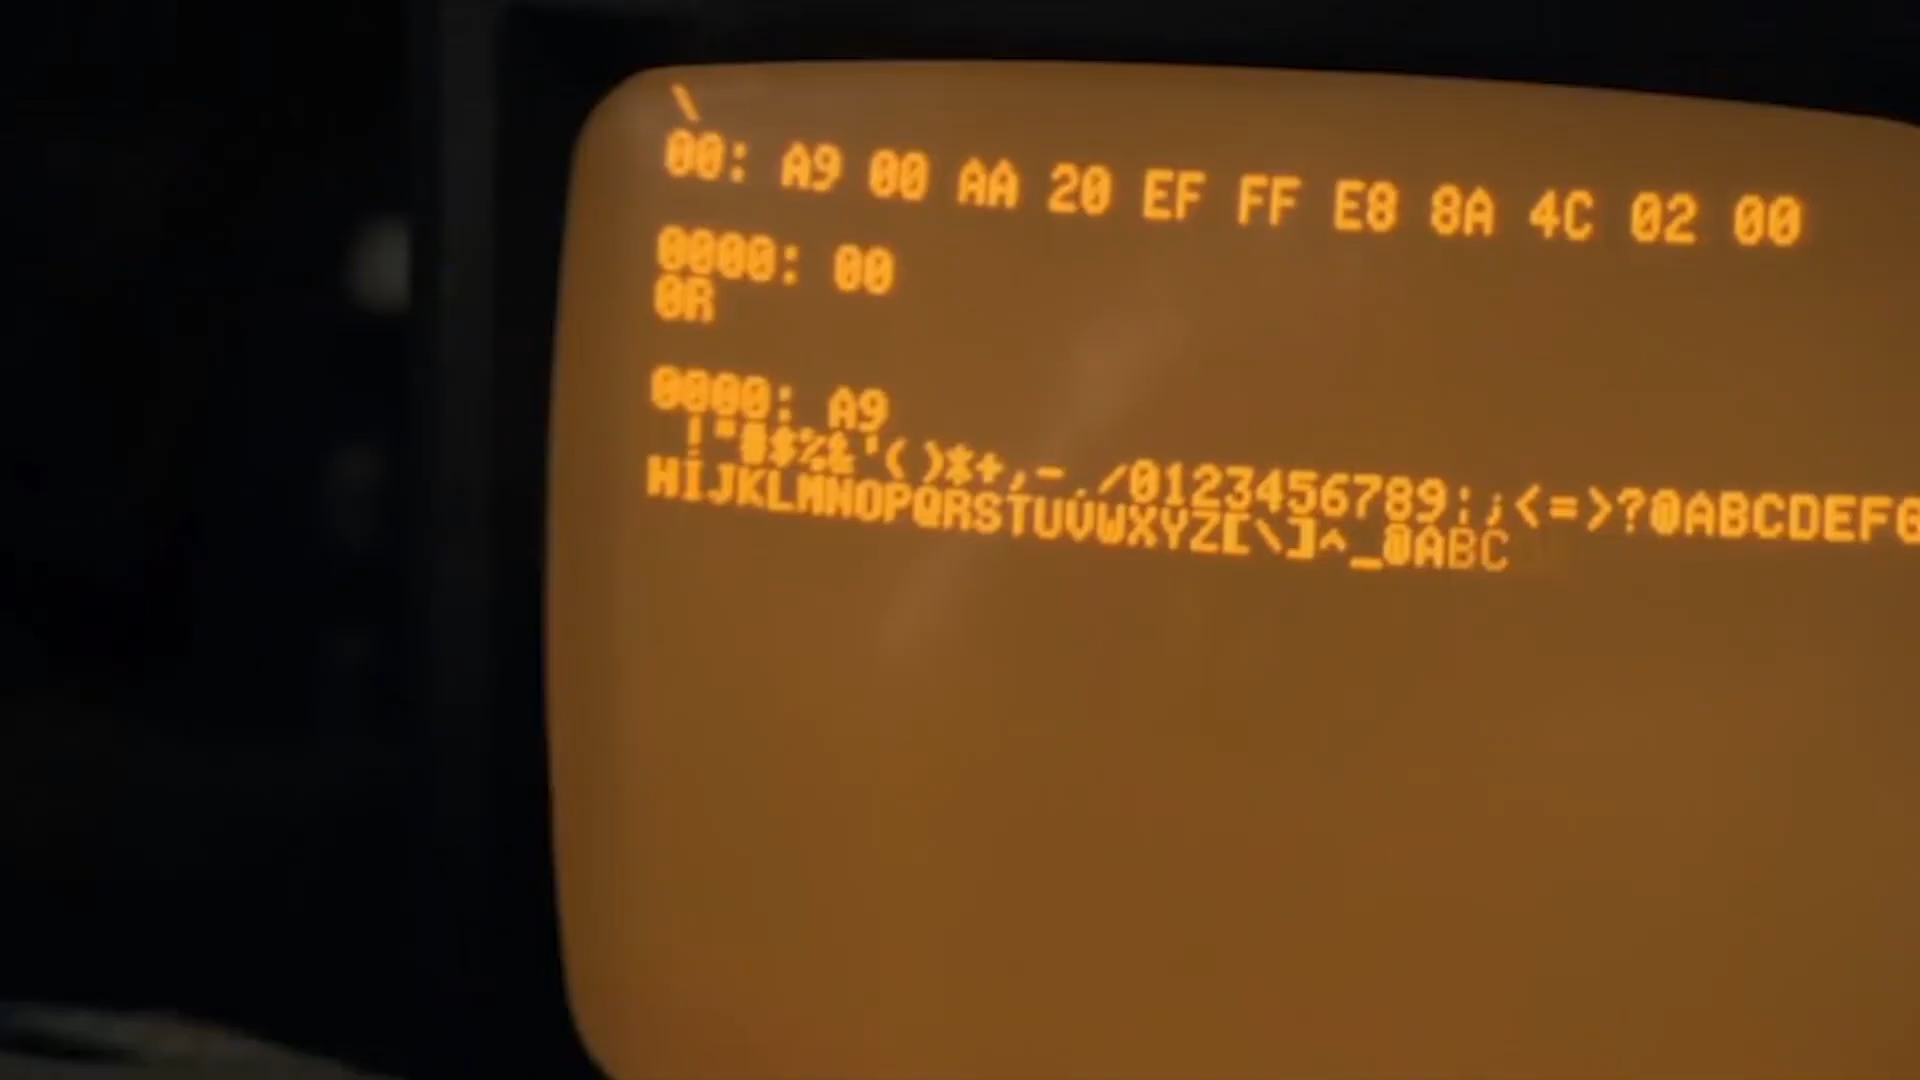 \
00: A9 00 AA 20 EF FF E8 8A 4C 02 00
0000: 00
0R
0000: A9
!"#$%&'()*+,-./0123456789:;<=>?@ABCDEFG
HIJKLMNOPQRSTUVWXYZ[\]^_@ABC